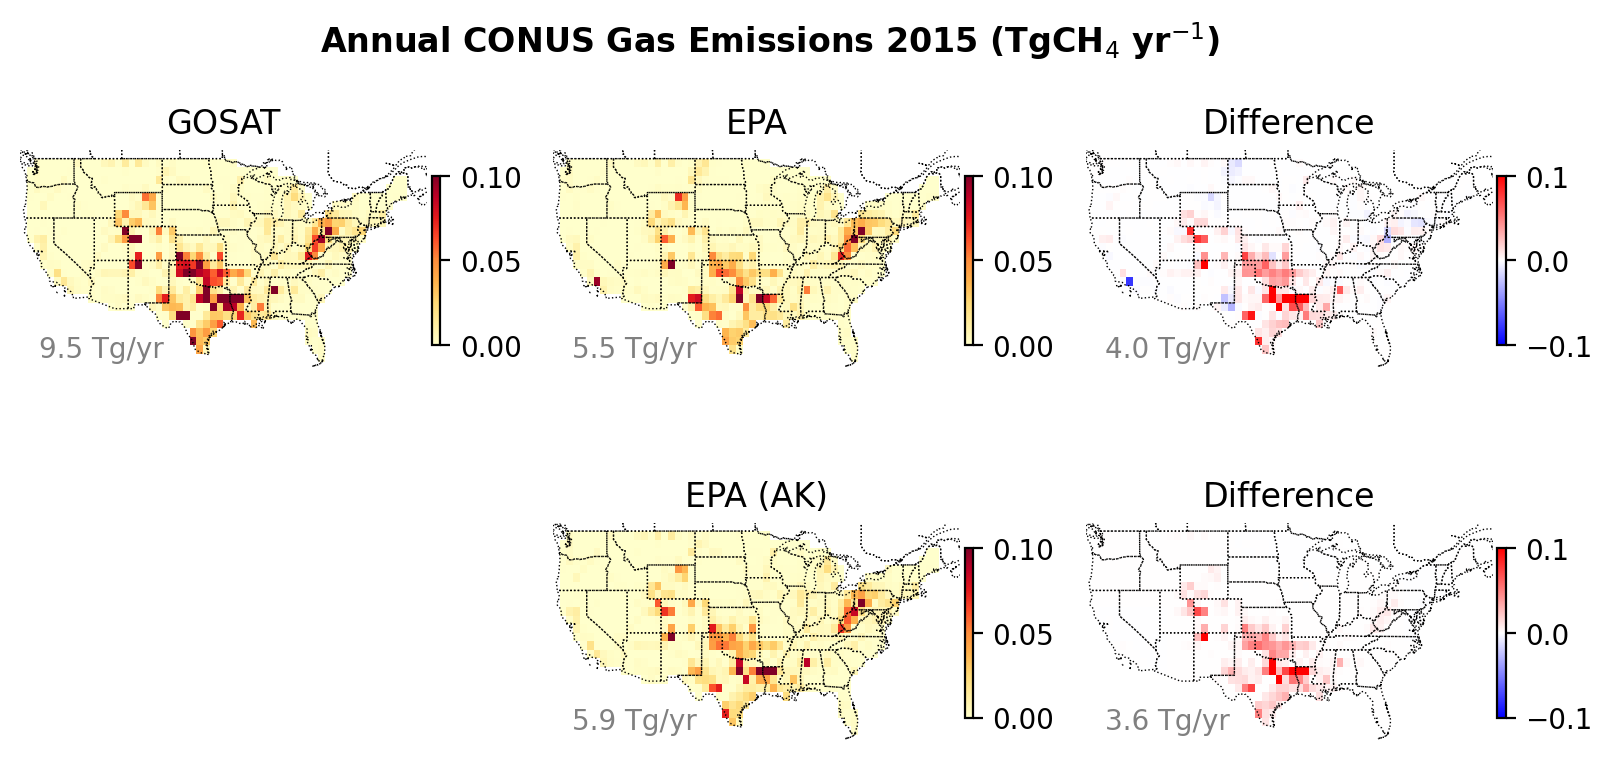 Annual CONUS Gas Emissions 2015 (TgCH₄ yr⁻¹)
GOSAT
0.10
0.05
0.00
9.5 Tg/yr
EPA
0.10
0.05
0.00
5.5 Tg/yr
Difference
0.1
0.0
−0.1
4.0 Tg/yr
EPA (AK)
0.10
0.05
0.00
5.9 Tg/yr
Difference
0.1
0.0
−0.1
3.6 Tg/yr